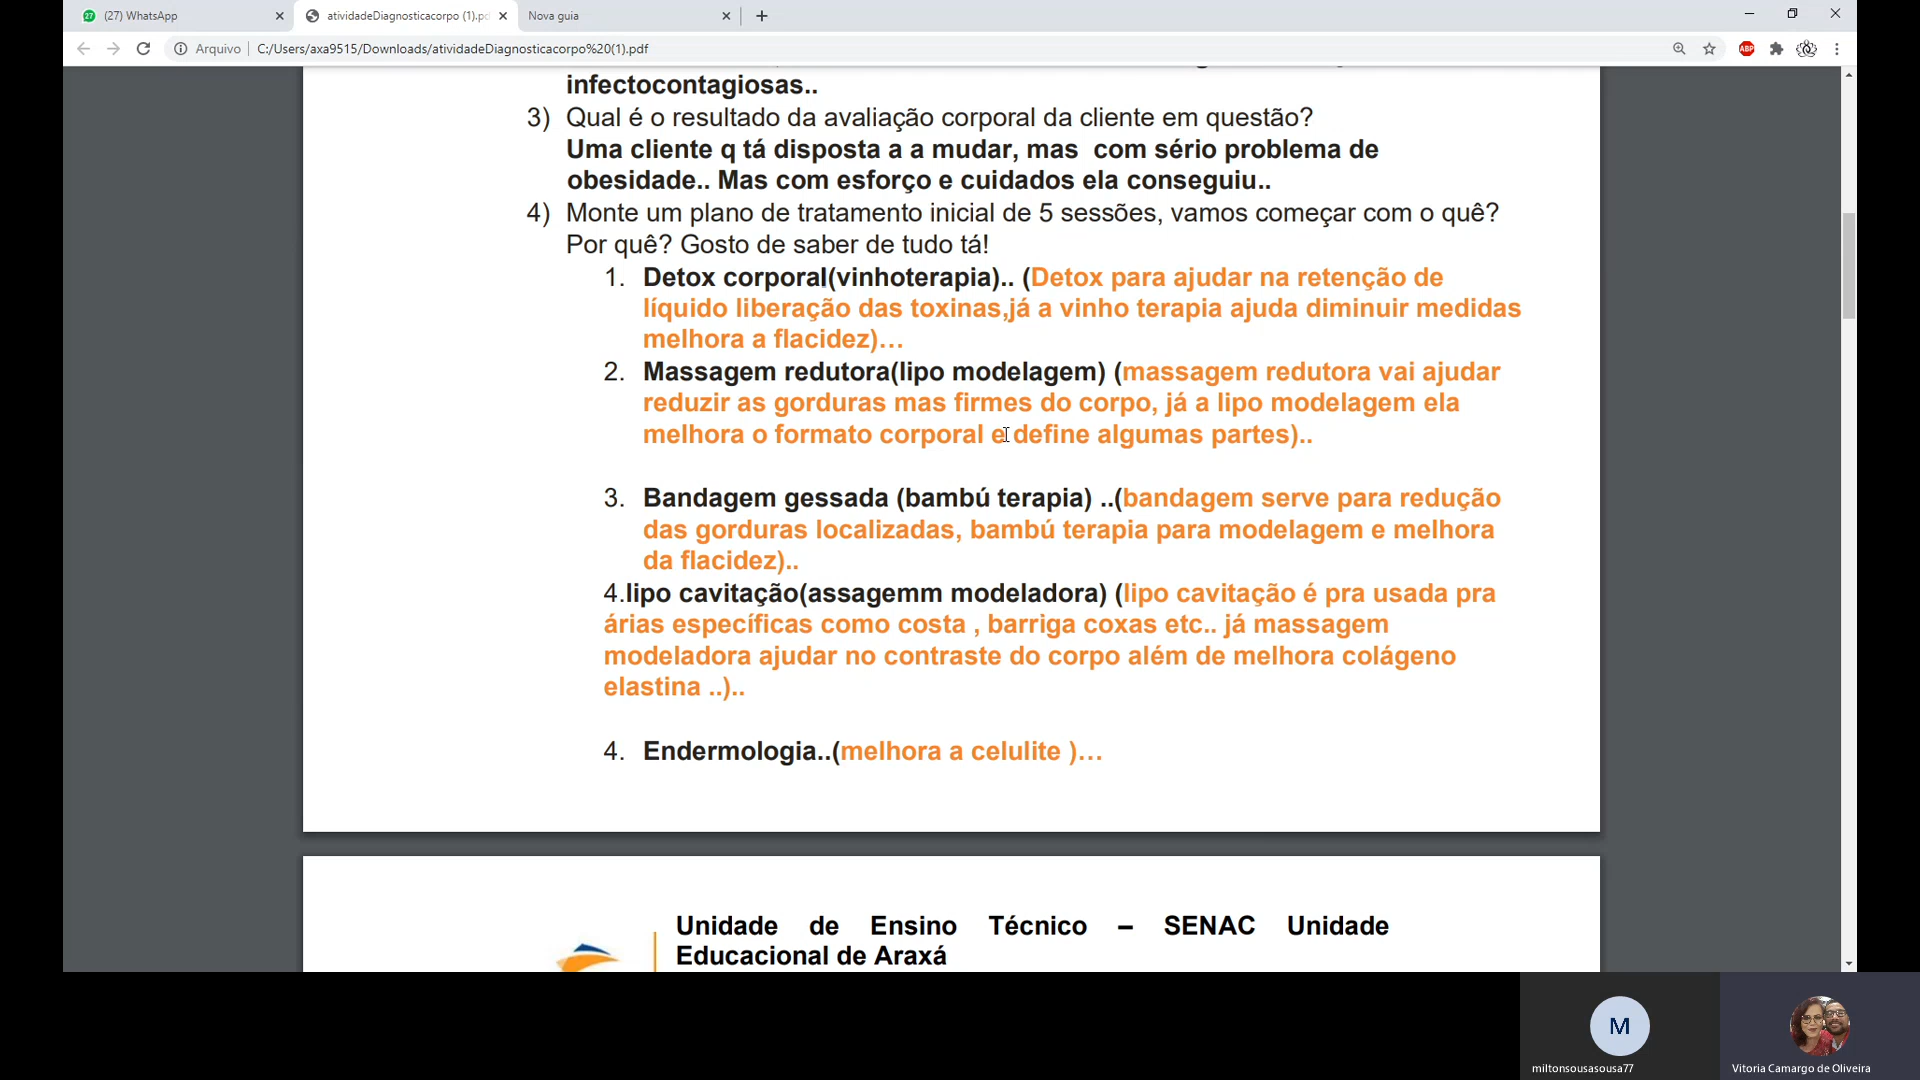 (27) WhatsApp
atividadeDiagnosticacorpo (1).pd
Nova guia
Arquivo
C:/Users/axa9515/Downloads/atividadeDiagnosticacorpo%20(1).pdf
ABP
infectocontagiosas..
3) Qual é o resultado da avaliação corporal da cliente em questão?
Uma cliente q tá disposta a a mudar, mas com sério problema de
obesidade.. Mas com esforço e cuidados ela conseguiu..
4) Monte um plano de tratamento inicial de 5 sessões, vamos começar com o quê?
Por quê? Gosto de saber de tudo tá!
1. Detox corporal(vinhoterapia).. (Detox para ajudar na retenção de
líquido liberação das toxinas,já a vinho terapia ajuda diminuir medidas
melhora a flacidez)...
2. Massagem redutora(lipo modelagem) (massagem redutora vai ajudar
reduzir as gorduras mas firmes do corpo, já a lipo modelagem ela
melhora o formato corporal e define algumas partes)..
3. Bandagem gessada (bambú terapia) ..(bandagem serve para redução
das gorduras localizadas, bambú terapia para modelagem e melhora
da flacidez)..
4.lipo cavitação(assagemm modeladora) (lipo cavitação é pra usada pra
árias específicas como costa , barriga coxas etc.. já massagem
modeladora ajudar no contraste do corpo além de melhora colágeno
elastina ..)..
4. Endermologia..(melhora a celulite )...
Unidade de Ensino Técnico – SENAC Unidade
Educacional de Araxá
M
miltonsousasousa77
Vitoria Camargo de Oliveira